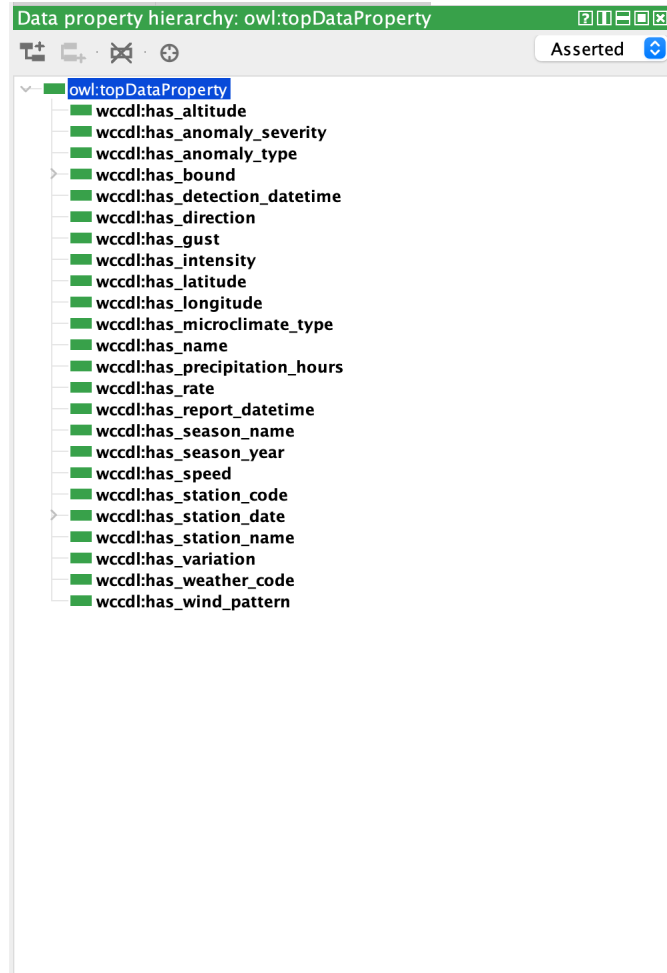 Data property hierarchy: owl:topDataProperty
Asserted
owl:topDataProperty
wccdl:has_altitude
wccdl:has_anomaly_severity
wccdl:has_anomaly_type
wccdl:has_bound
wccdl:has_detection_datetime
wccdl:has_direction
wccdl:has_gust
wccdl:has_intensity
wccdl:has_latitude
wccdl:has_longitude
wccdl:has_microclimate_type
wccdl:has_name
wccdl:has_precipitation_hours
wccdl:has_rate
wccdl:has_report_datetime
wccdl:has_season_name
wccdl:has_season_year
wccdl:has_speed
wccdl:has_station_code
wccdl:has_station_date
wccdl:has_station_name
wccdl:has_variation
wccdl:has_weather_code
wccdl:has_wind_pattern